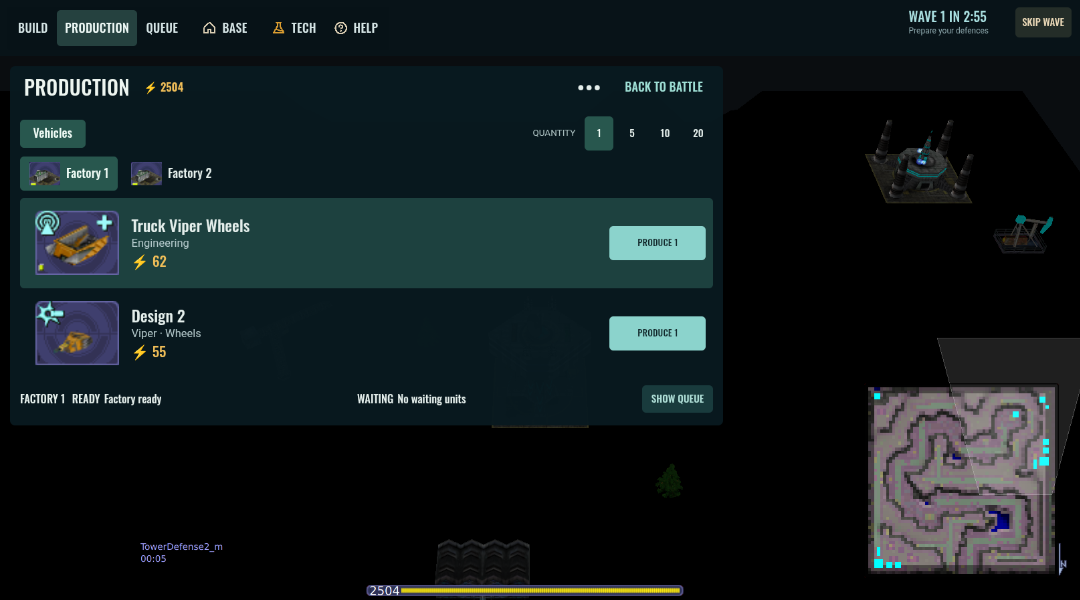 BUILD PRODUCTION QUEUE BASE TECH HELP
WAVE 1 IN 2:55
Prepare your defences
SKIP WAVE
PRODUCTION 2504
BACK TO BATTLE
Vehicles
QUANTITY 1 5 10 20
Factory 1 Factory 2
Truck Viper Wheels
Engineering
62
PRODUCE 1
Design 2
Viper · Wheels
55
PRODUCE 1
FACTORY 1 READY Factory ready
WAITING No waiting units
SHOW QUEUE
TowerDefense2_m
00:05
2504
N